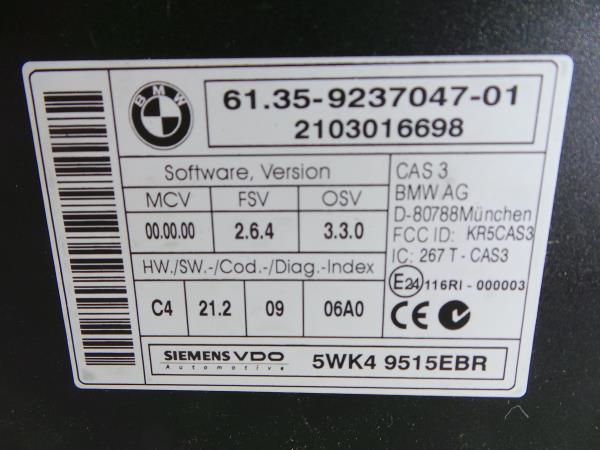 BMW
61.35-9237047-01
2103016698
Software, Version
MCV FSV OSV
00.00.00 2.6.4 3.3.0
HW./SW.-/Cod.-/Diag.-Index
C4 21.2 09 06A0
CAS 3
BMW AG
D-80788München
FCC ID: KR5CAS3
IC: 267 T - CAS3
E24 116RI - 000003
CE
SIEMENS VDO
Automotive
5WK4 9515EBR